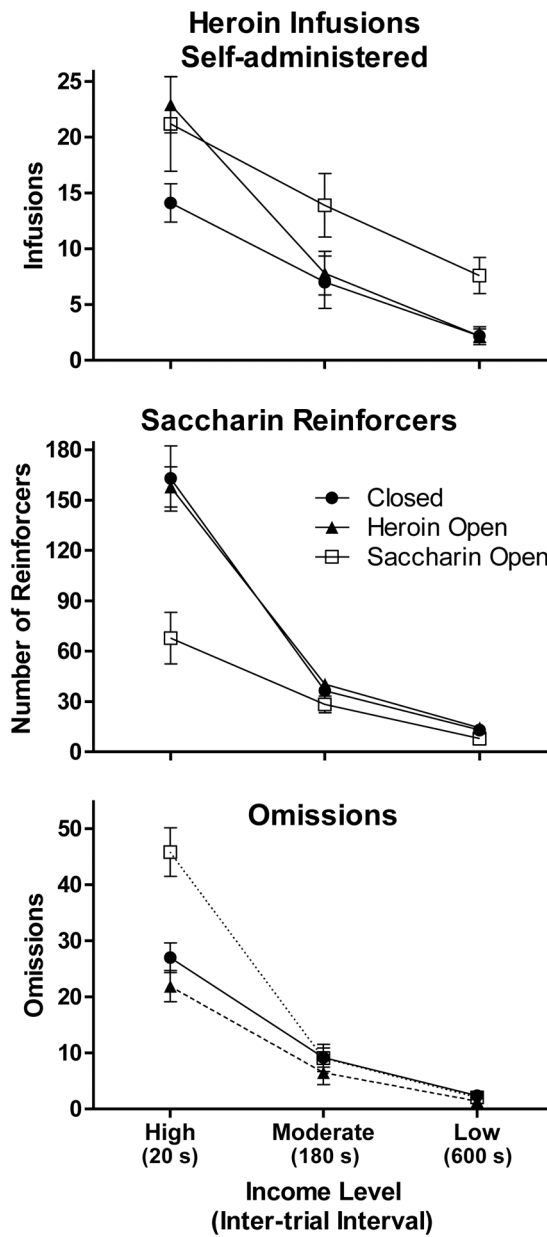 Heroin Infusions
Self-administered
25
20
15
10
5
0
Infusions
Saccharin Reinforcers
180
150
120
90
60
30
0
Number of Reinforcers
Closed
Heroin Open
Saccharin Open
Omissions
50
40
30
20
10
0
Omissions
High Moderate Low
(20 s) (180 s) (600 s)
Income Level
(Inter-trial Interval)